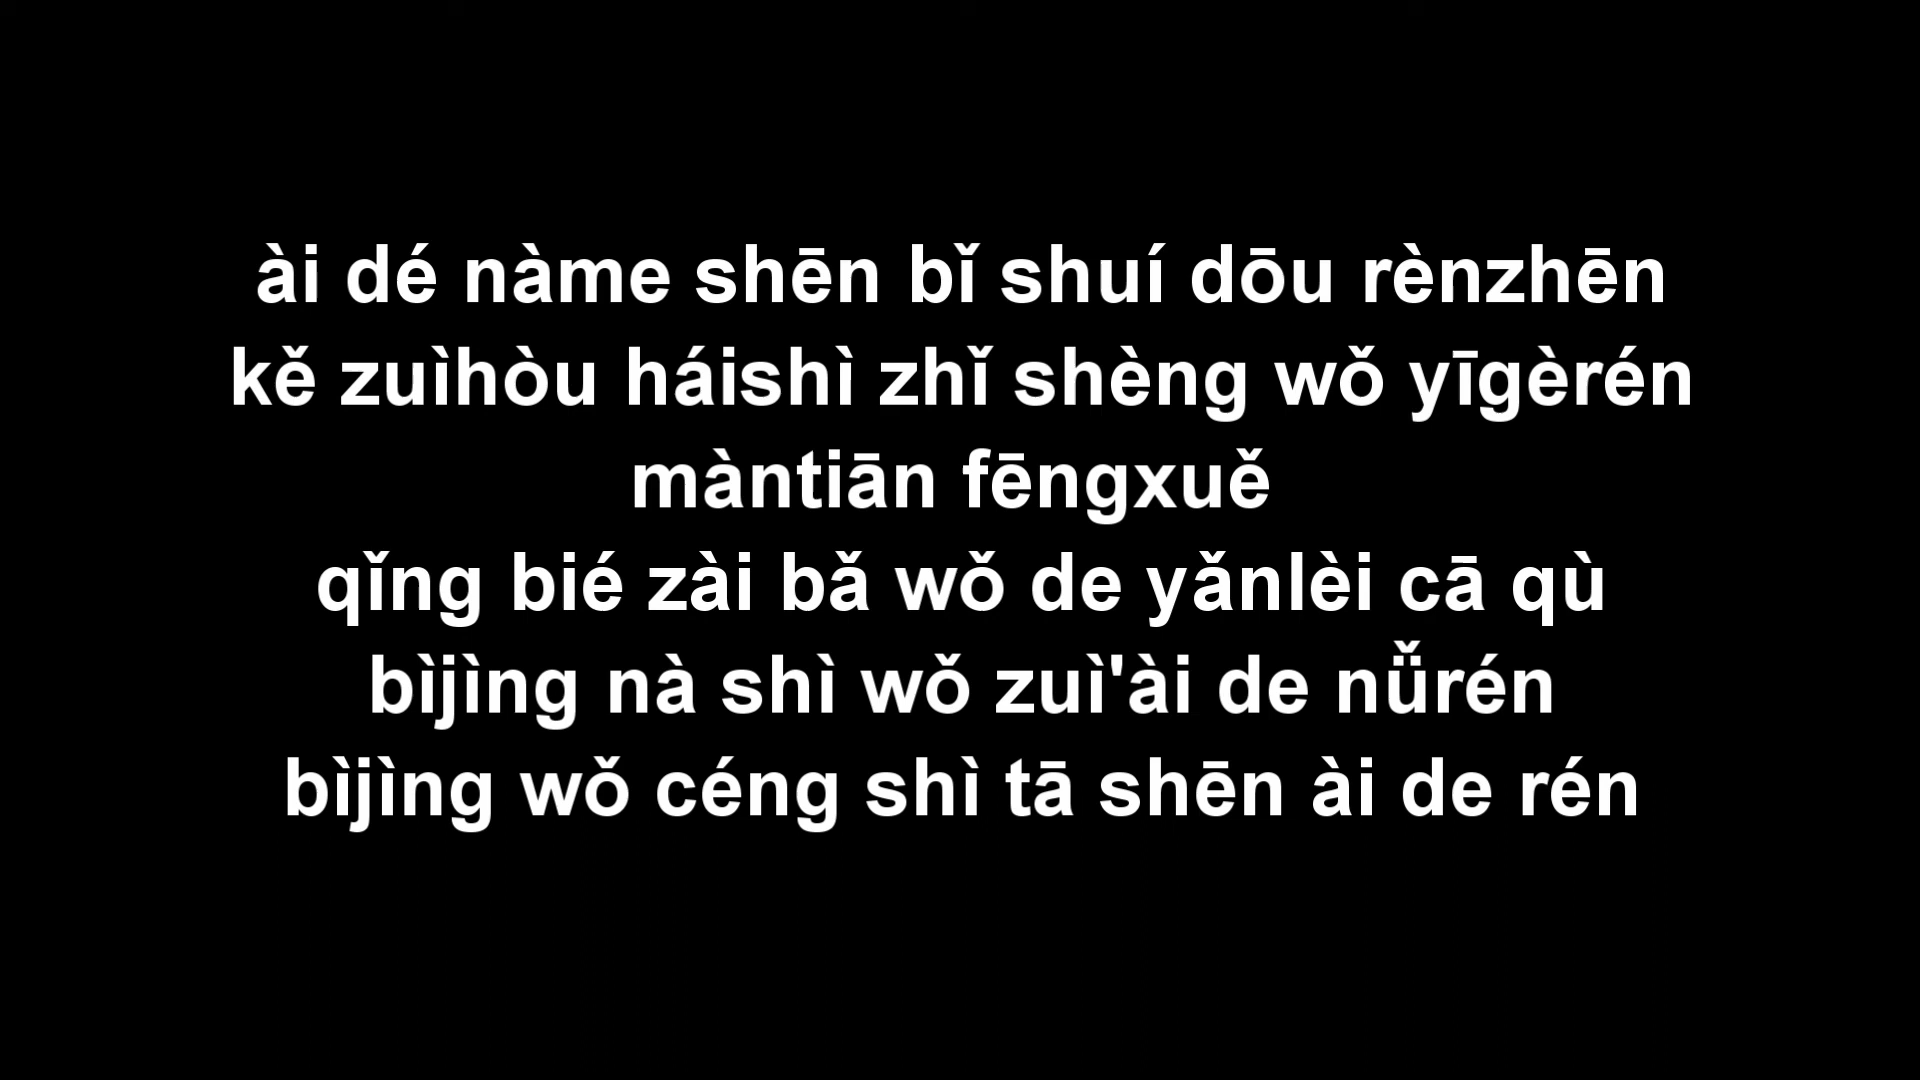 ài dé nàme shēn bǐ shuí dōu rènzhēn
kě zuìhòu háishì zhǐ shèng wǒ yīgèrén
màntiān fēngxuě
qǐng bié zài bǎ wǒ de yǎnlèi cā qù
bìjìng nà shì wǒ zuì'ài de nǚrén
bìjìng wǒ céng shì tā shēn ài de rén